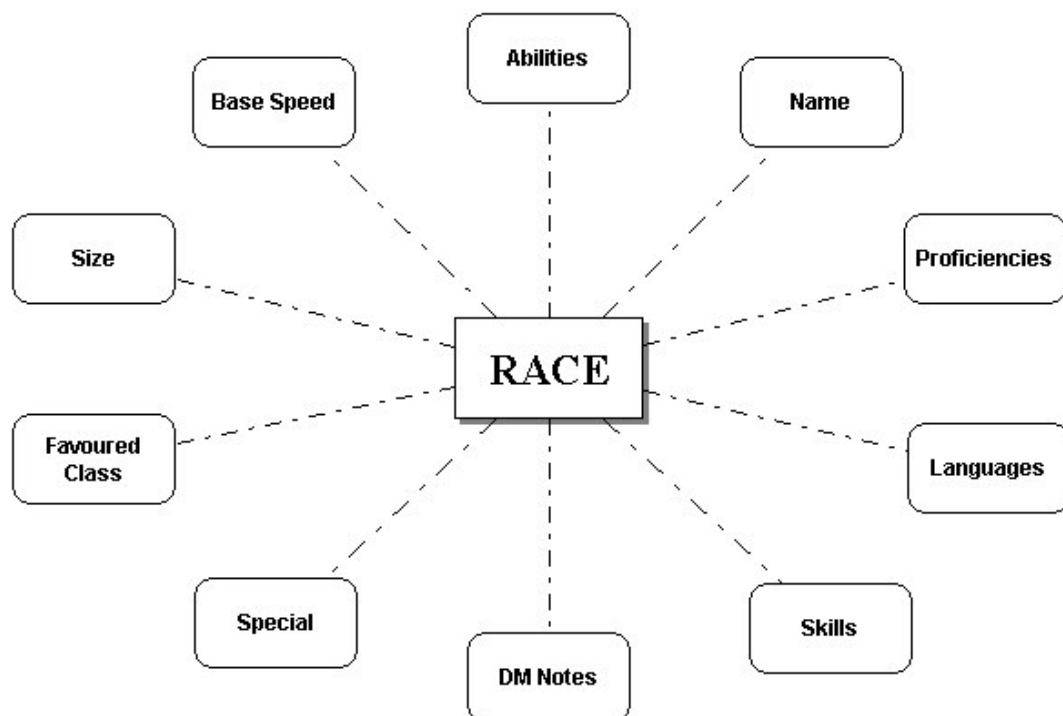 Abilities
Base Speed
Name
Size
Proficiencies
RACE
Favoured
Class
Languages
Special
Skills
DM Notes